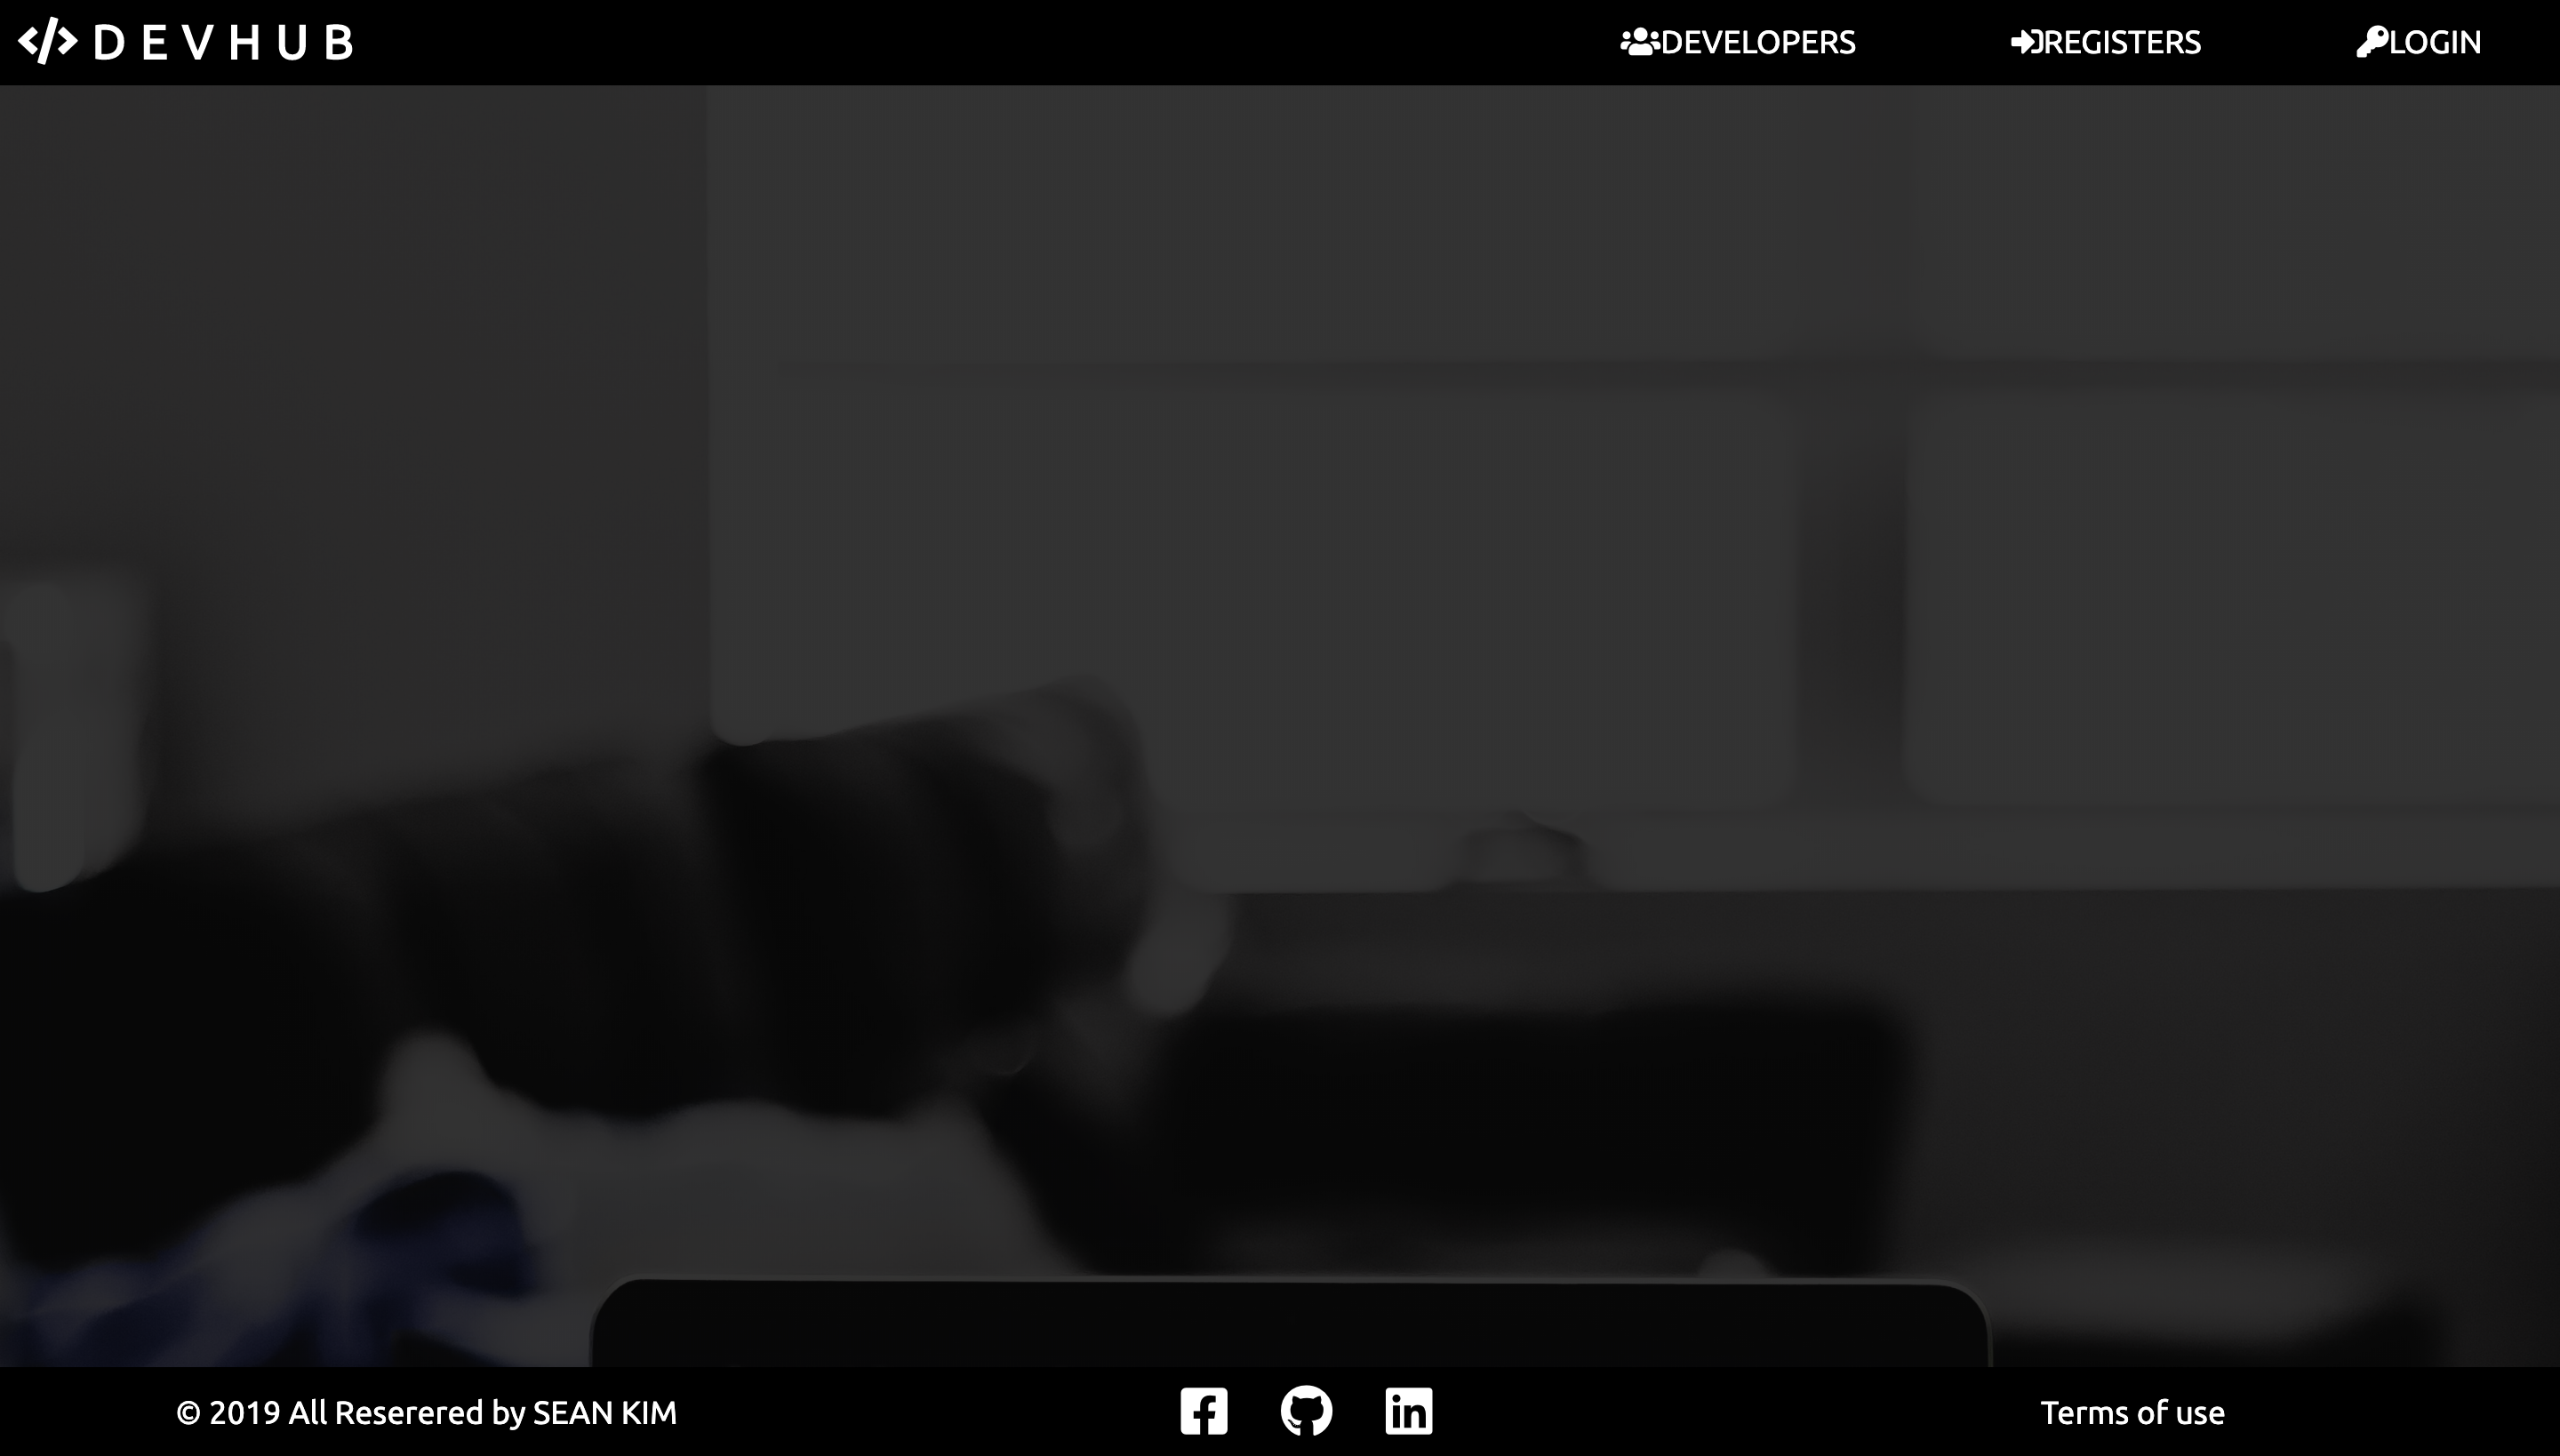 DEVHUB
DEVELOPERS
REGISTERS
LOGIN
© 2019 All Reserered by SEAN KIM
Terms of use